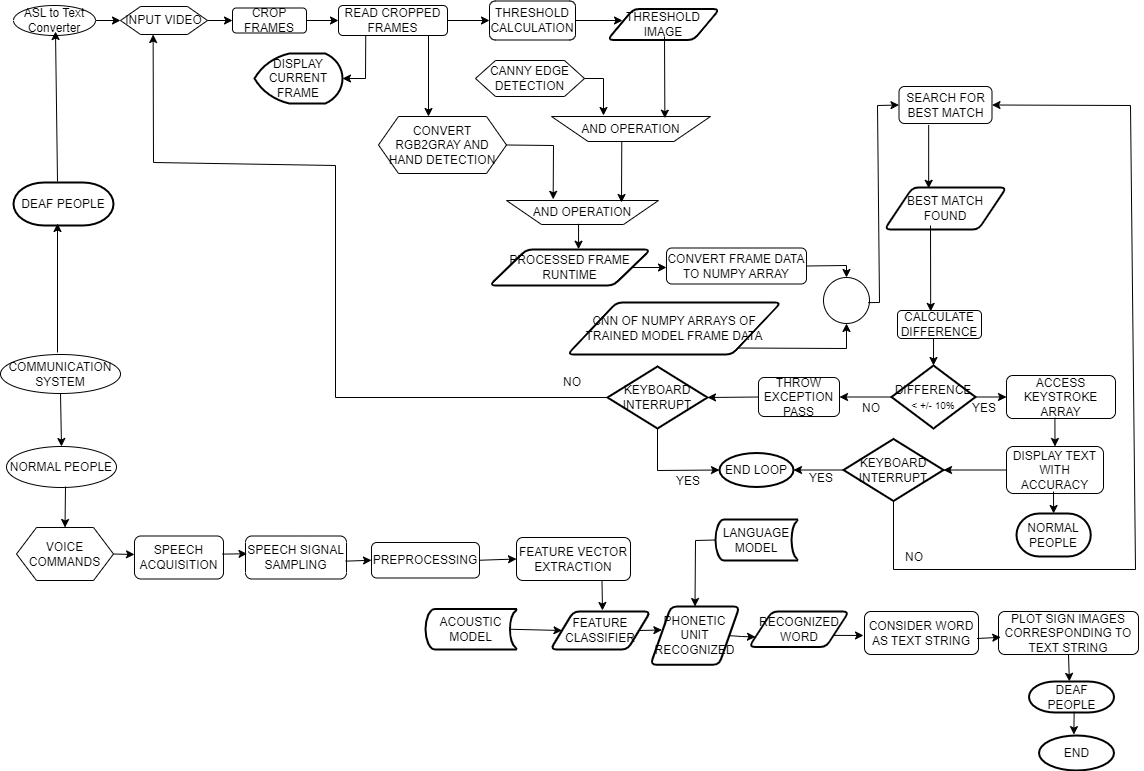 ASL to Text
Converter
INPUT VIDEO
CROP
FRAMES
READ CROPPED
FRAMES
THRESHOLD
CALCULATION
THRESHOLD
IMAGE
DISPLAY
CURRENT
FRAME
CANNY EDGE
DETECTION
CONVERT
RGB2GRAY AND
HAND DETECTION
AND OPERATION
SEARCH FOR
BEST MATCH
DEAF PEOPLE
AND OPERATION
BEST MATCH
FOUND
PROCESSED FRAME
RUNTIME
CONVERT FRAME DATA
TO NUMPY ARRAY
CNN OF NUMPY ARRAYS OF
TRAINED MODEL FRAME DATA
CALCULATE
DIFFERENCE
COMMUNICATION
SYSTEM
NO
KEYBOARD
INTERRUPT
THROW
EXCEPTION
PASS
NO
DIFFERENCE
< +/- 10%
YES
ACCESS
KEYSTROKE
ARRAY
NORMAL PEOPLE
YES
END LOOP
YES
KEYBOARD
INTERRUPT
DISPLAY TEXT
WITH
ACCURACY
NORMAL
PEOPLE
NO
VOICE
COMMANDS
SPEECH
ACQUISITION
SPEECH SIGNAL
SAMPLING
PREPROCESSING
FEATURE VECTOR
EXTRACTION
LANGUAGE
MODEL
ACOUSTIC
MODEL
FEATURE
CLASSIFIER
PHONETIC
UNIT
RECOGNIZED
RECOGNIZED
WORD
CONSIDER WORD
AS TEXT STRING
PLOT SIGN IMAGES
CORRESPONDING TO
TEXT STRING
DEAF
PEOPLE
END